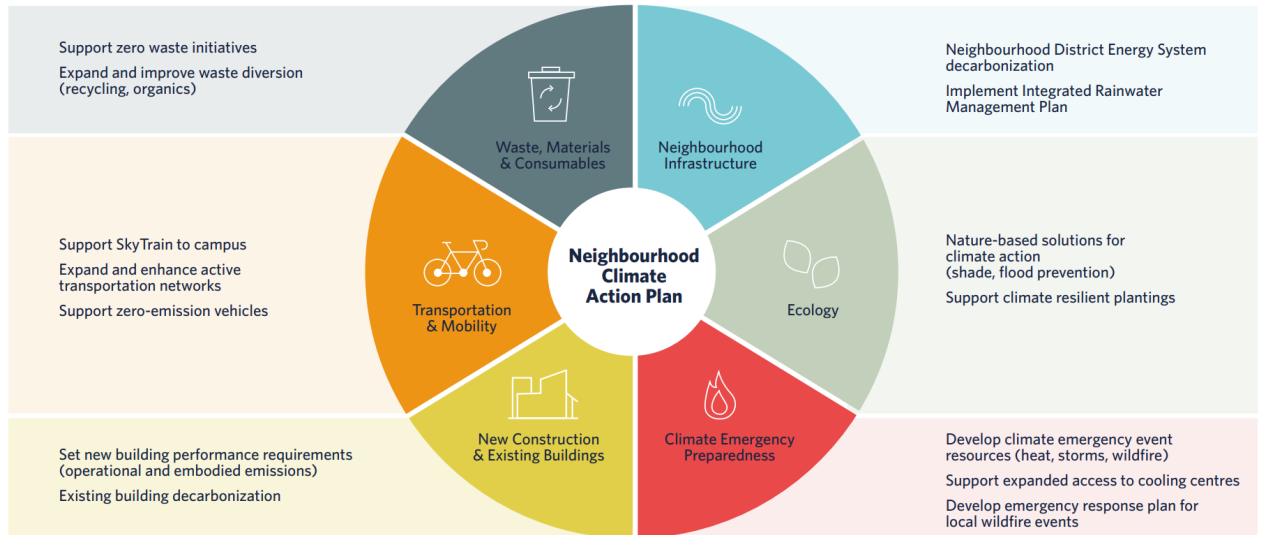 Support zero waste initiatives
Expand and improve waste diversion
(recycling, organics)
Waste, Materials
& Consumables
Neighbourhood
Infrastructure
Neighbourhood District Energy System
decarbonization
Implement Integrated Rainwater
Management Plan
Support SkyTrain to campus
Expand and enhance active
transportation networks
Support zero-emission vehicles
Transportation
& Mobility
Neighbourhood
Climate
Action Plan
Ecology
Nature-based solutions for
climate action
(shade, flood prevention)
Support climate resilient plantings
Set new building performance requirements
(operational and embodied emissions)
Existing building decarbonization
New Construction
& Existing Buildings
Climate Emergency
Preparedness
Develop climate emergency event
resources (heat, storms, wildfire)
Support expanded access to cooling centres
Develop emergency response plan for
local wildfire events